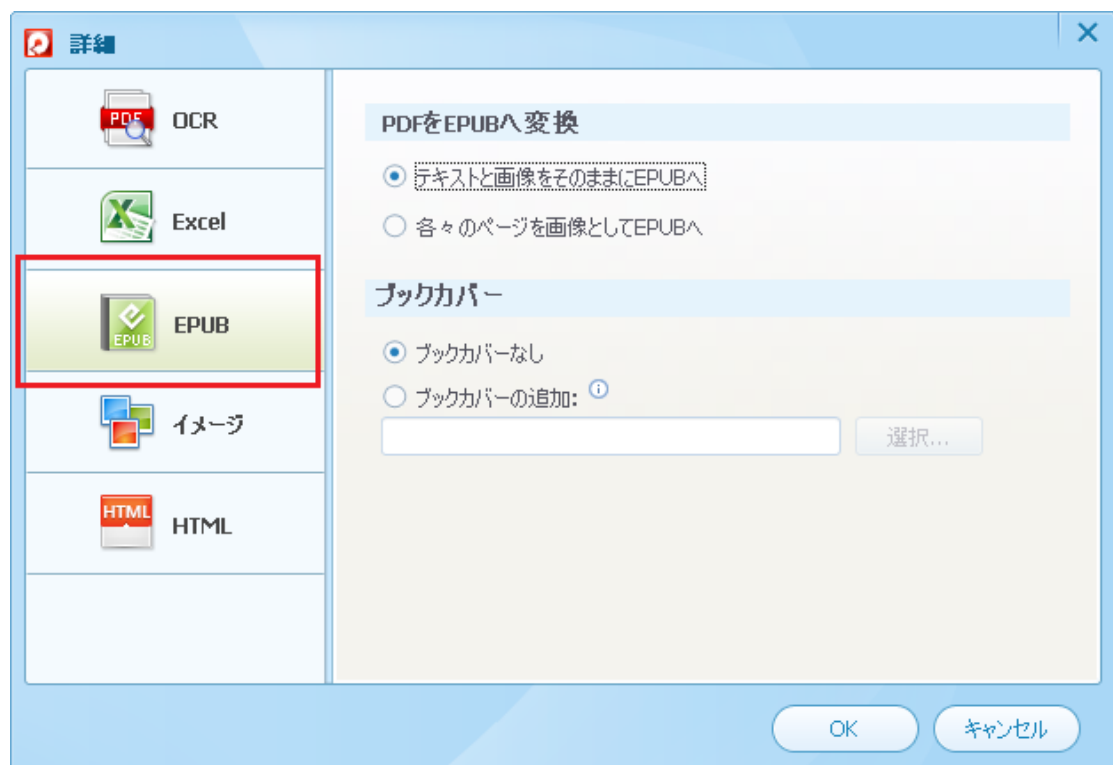 詳細
PDF
OCR
Excel
EPUB
EPUB
イメージ
HTML
HTML
PDFをEPUBへ変換
テキストと画像をそのままにEPUBへ
各々のページを画像としてEPUBへ
ブックカバー
ブックカバーなし
ブックカバーの追加:
選択...
OK
キャンセル